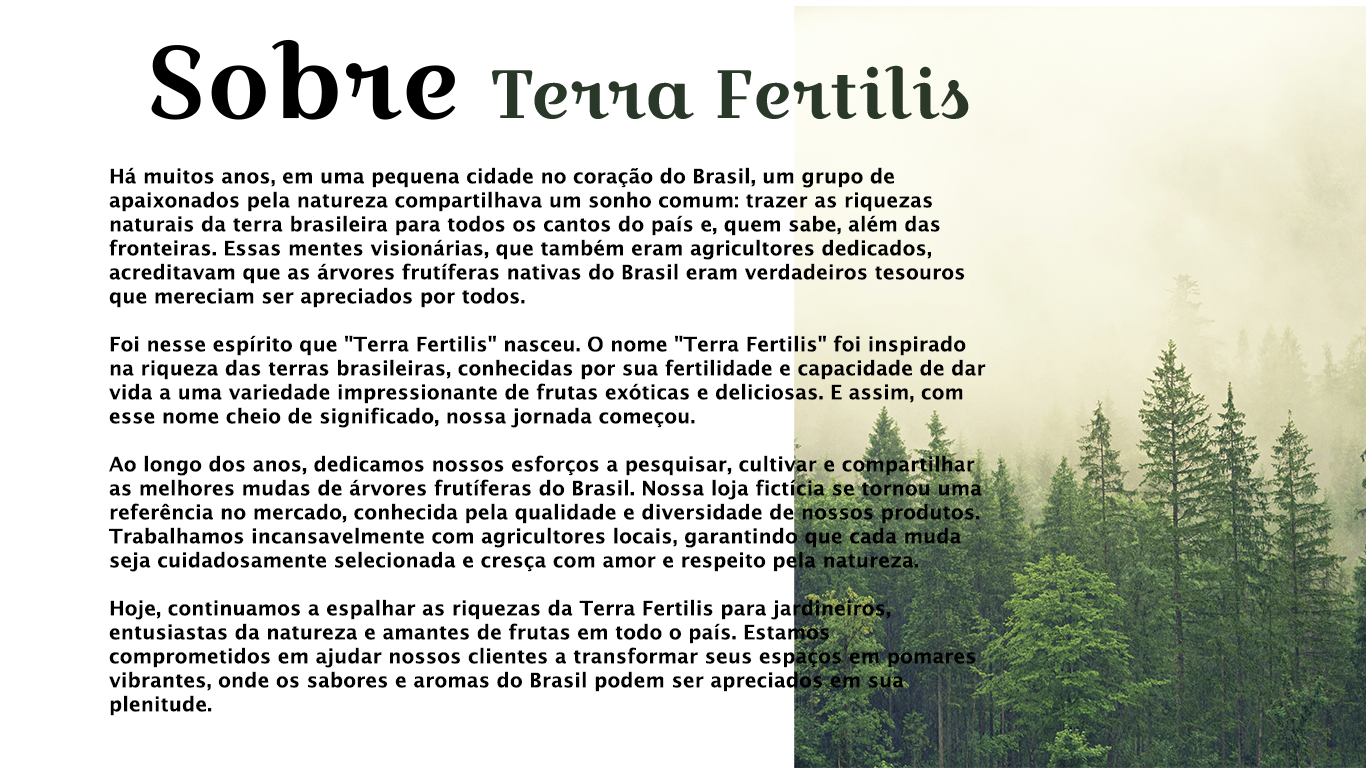 Sobre Terra Fertilis
Há muitos anos, em uma pequena cidade no coração do Brasil, um grupo de
apaixonados pela natureza compartilhava um sonho comum: trazer as riquezas
naturais da terra brasileira para todos os cantos do país e, quem sabe, além das
fronteiras. Essas mentes visionárias, que também eram agricultores dedicados,
acreditavam que as árvores frutíferas nativas do Brasil eram verdadeiros tesouros
que mereciam ser apreciados por todos.
Foi nesse espírito que "Terra Fertilis" nasceu. O nome "Terra Fertilis" foi inspirado
na riqueza das terras brasileiras, conhecidas por sua fertilidade e capacidade de dar
vida a uma variedade impressionante de frutas exóticas e deliciosas. E assim, com
esse nome cheio de significado, nossa jornada começou.
Ao longo dos anos, dedicamos nossos esforços a pesquisar, cultivar e compartilhar
as melhores mudas de árvores frutíferas do Brasil. Nossa loja fictícia se tornou uma
referência no mercado, conhecida pela qualidade e diversidade de nossos produtos.
Trabalhamos incansavelmente com agricultores locais, garantindo que cada muda
seja cuidadosamente selecionada e cresça com amor e respeito pela natureza.
Hoje, continuamos a espalhar as riquezas da Terra Fertilis para jardineiros,
entusiastas da natureza e amantes de frutas em todo o país. Estamos
comprometidos em ajudar nossos clientes a transformar seus espaços em pomares
vibrantes, onde os sabores e aromas do Brasil podem ser apreciados em sua
plenitude.